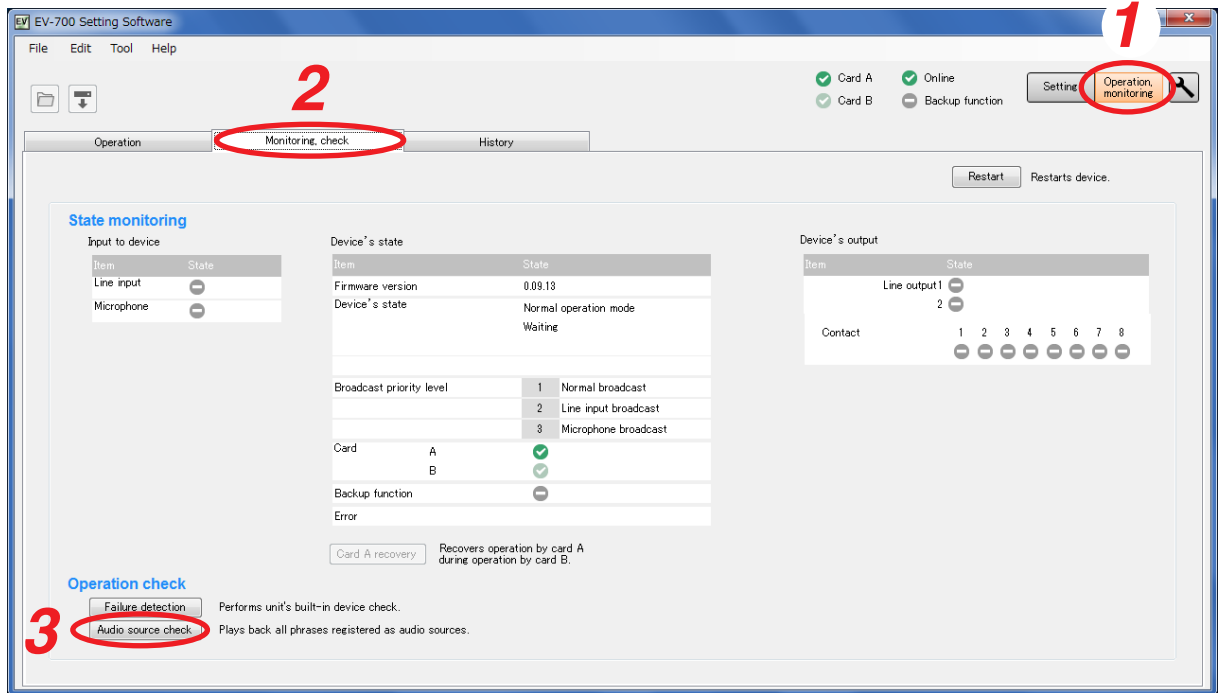 EV EV-700 Setting Software
1
File Edit Tool Help
2
Card A Online
Card B Backup function
Setting Operation, monitoring
Operation Monitoring, check History
Restart Restarts device.
State monitoring
Input to device
Item State
Line input
Microphone
Device's state
Item State
Firmware version 0.09.13
Device's state Normal operation mode
Waiting
Broadcast priority level 1 Normal broadcast
2 Line input broadcast
3 Microphone broadcast
Card A
B
Backup function
Error
Card A recovery Recovers operation by card A
during operation by card B.
Device's output
Item State
Line output1
2
Contact 1 2 3 4 5 6 7 8
Operation check
Failure detection Performs unit's built-in device check.
3 Audio source check Plays back all phrases registered as audio sources.